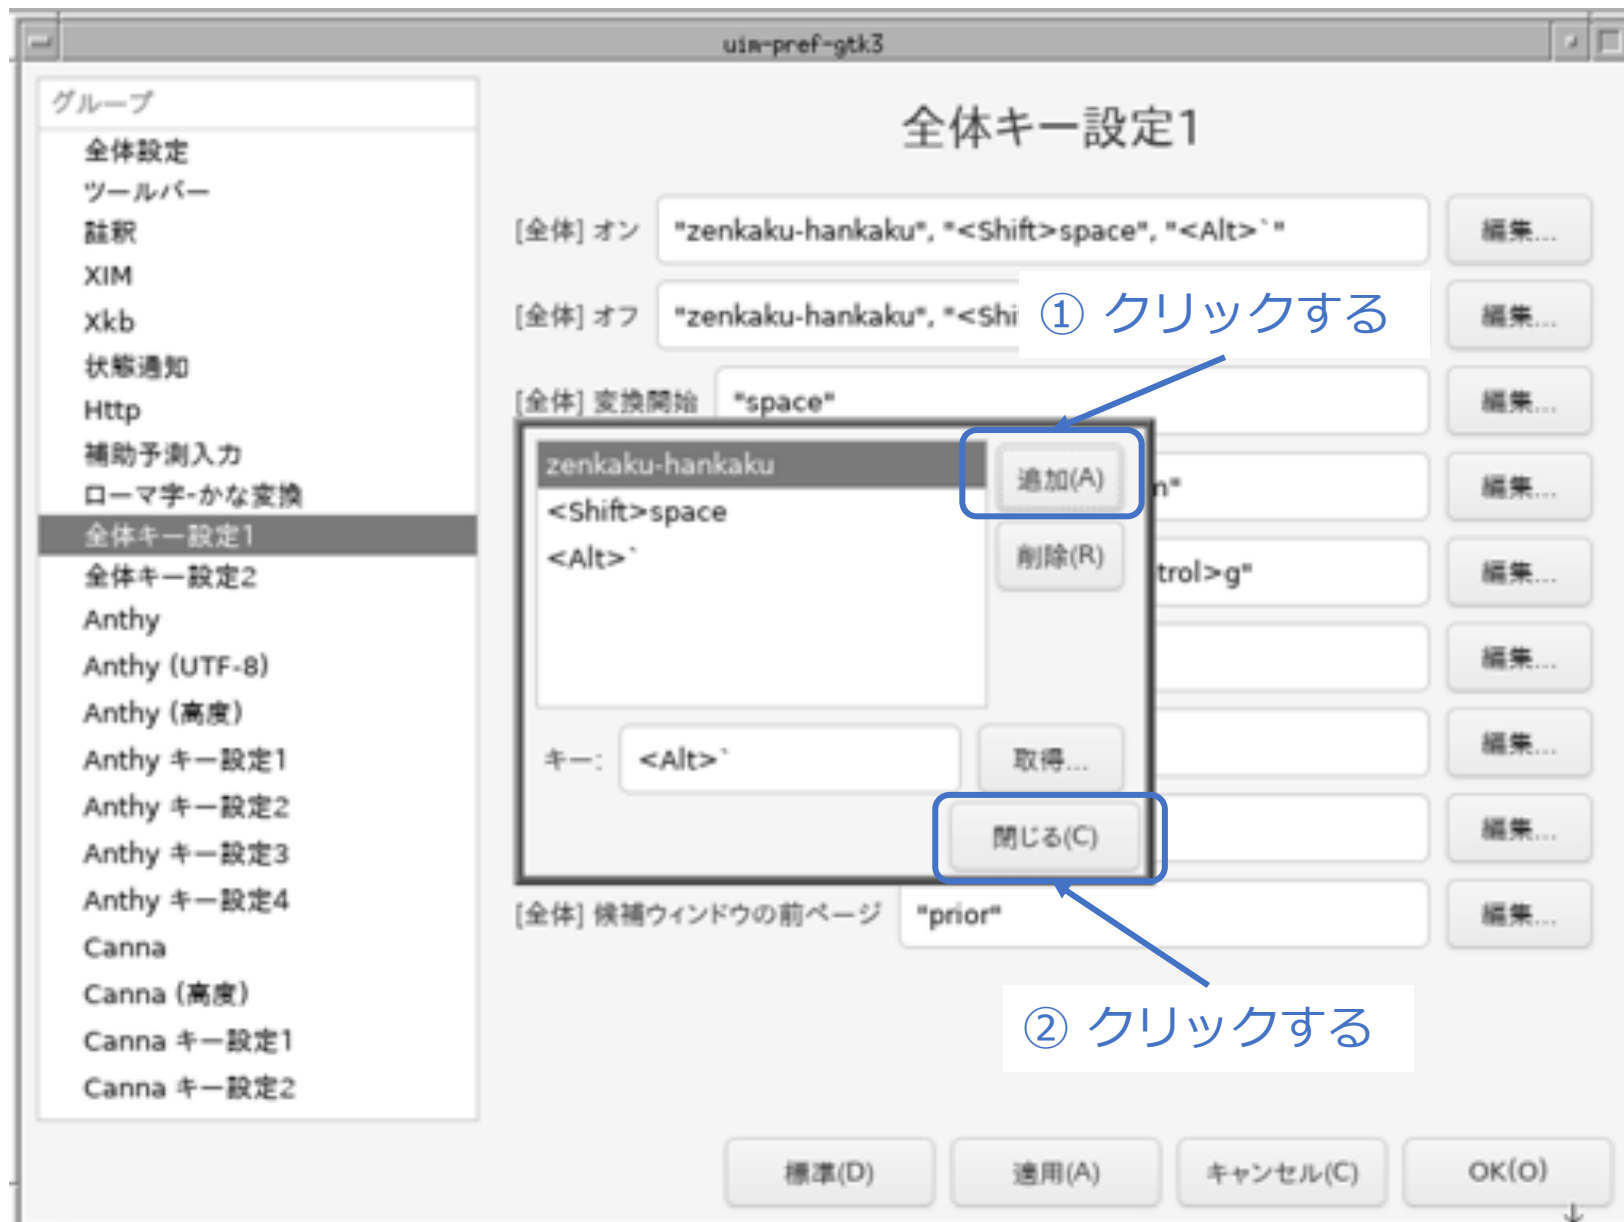 uim-pref-gtk3
グループ
全体設定
ツールバー
註釈
XIM
Xkb
状態通知
Http
補助予測入力
ローマ字-かな変換
全体キー設定1
全体キー設定2
Anthy
Anthy (UTF-8)
Anthy (高度)
Anthy キー設定1
Anthy キー設定2
Anthy キー設定3
Anthy キー設定4
Canna
Canna (高度)
Canna キー設定1
Canna キー設定2
全体キー設定1
[全体] オン "zenkaku-hankaku", "<Shift>space", "<Alt>`" 編集...
[全体] オフ "zenkaku-hankaku", "<Shi 編集...
① クリックする
[全体] 変換開始 "space" 編集...
n" 編集...
trol>g" 編集...
編集...
編集...
編集...
zenkaku-hankaku
<Shift>space
<Alt>`
追加(A)
削除(R)
キー: <Alt>` 取得...
閉じる(C)
[全体] 候補ウィンドウの前ページ "prior" 編集...
② クリックする
標準(D) 適用(A) キャンセル(C) OK(O)